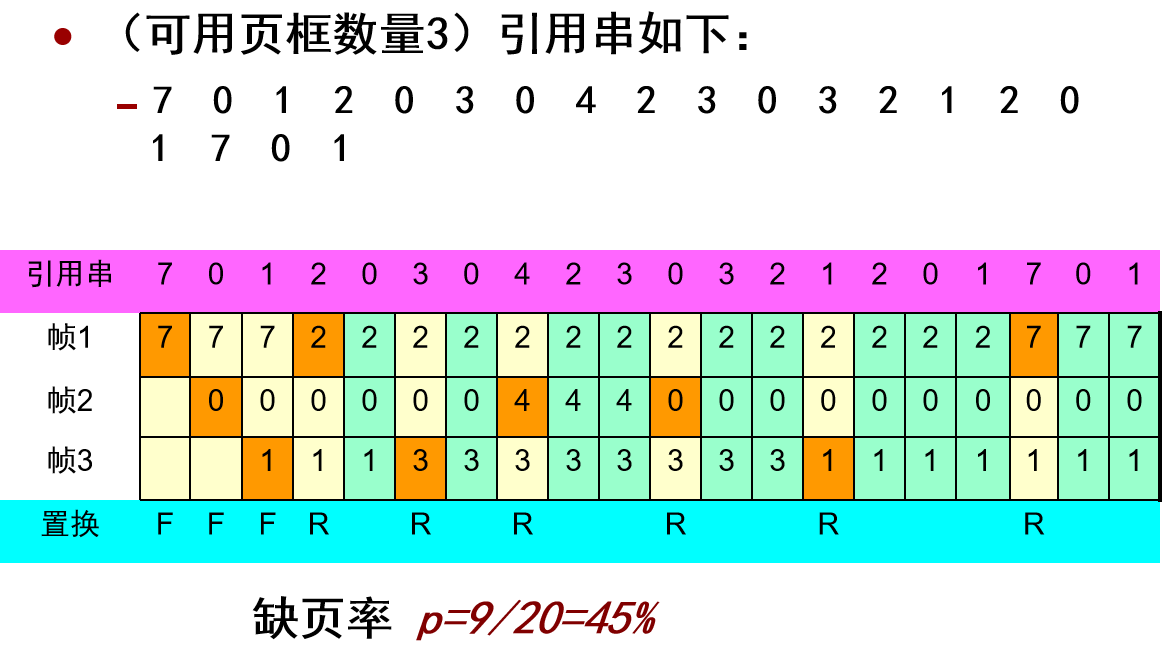 （可用页框数量3）引用串如下：
7 0 1 2 0 3 0 4 2 3 0 3 2 1 2 0
1 7 0 1
引用串 7 0 1 2 0 3 0 4 2 3 0 3 2 1 2 0 1 7 0 1
帧1 7 7 7 2 2 2 2 2 2 2 2 2 2 2 2 2 2 7 7 7
帧2 0 0 0 0 0 0 4 4 4 0 0 0 0 0 0 0 0 0 0
帧3 1 1 1 3 3 3 3 3 3 3 3 1 1 1 1 1 1 1
置换 F F F R R R R R R
缺页率 p=9/20=45%